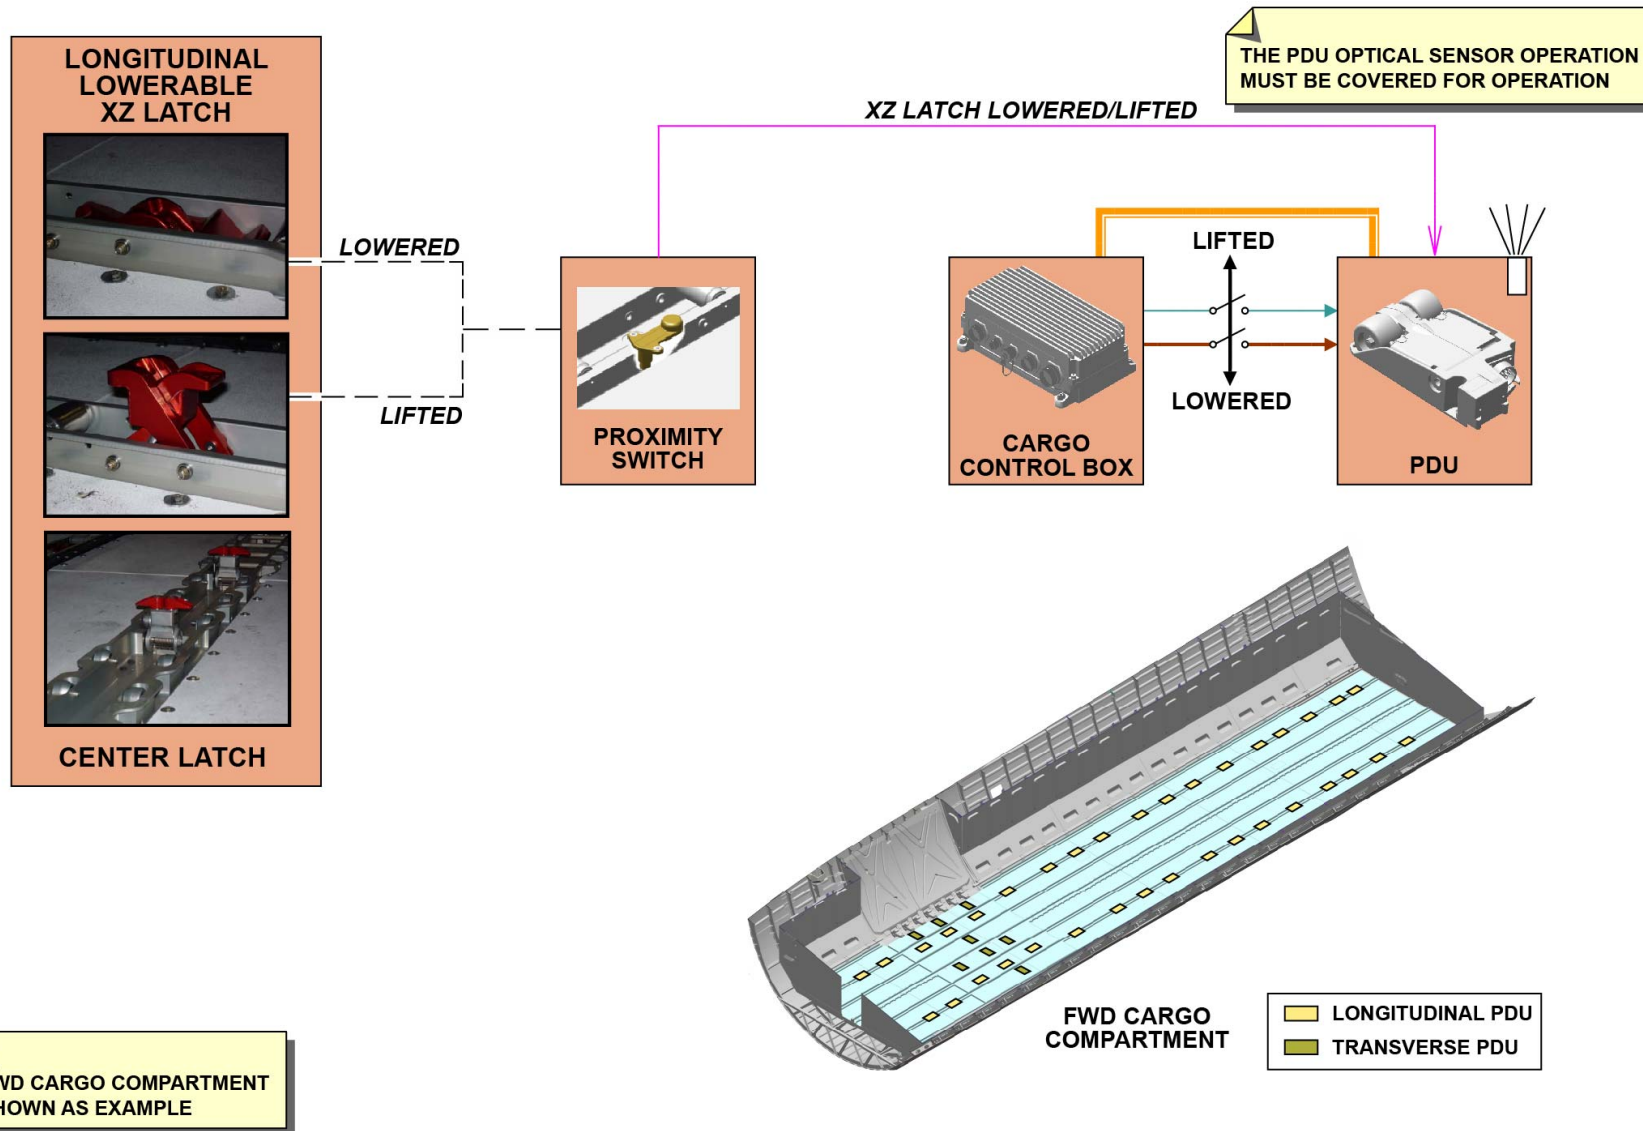 LONGITUDINAL
LOWERABLE
XZ LATCH
CENTER LATCH
LOWERED
LIFTED
PROXIMITY
SWITCH
XZ LATCH LOWERED/LIFTED
THE PDU OPTICAL SENSOR OPERATION
MUST BE COVERED FOR OPERATION
CARGO
CONTROL BOX
LIFTED
LOWERED
PDU
FWD CARGO
COMPARTMENT
LONGITUDINAL PDU
TRANSVERSE PDU
WD CARGO COMPARTMENT
HOWN AS EXAMPLE